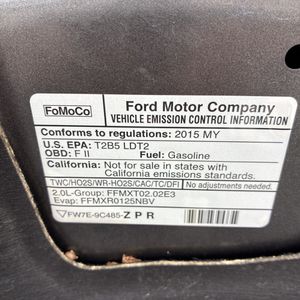 FoMoCo
Ford Motor Company
VEHICLE EMISSION CONTROL INFORMATION
Conforms to regulations: 2015 MY
U.S. EPA: T2B5 LDT2
OBD: F II Fuel: Gasoline
California: Not for sale in states with
California emissions standards.
TWC/HO2S/WR-HO2S/CAC/TC/DFI No adjustments needed.
2.0L-Group: FFMXT02.02E3
Evap: FFMXR0125NBV
FW7E-9C485-ZPR